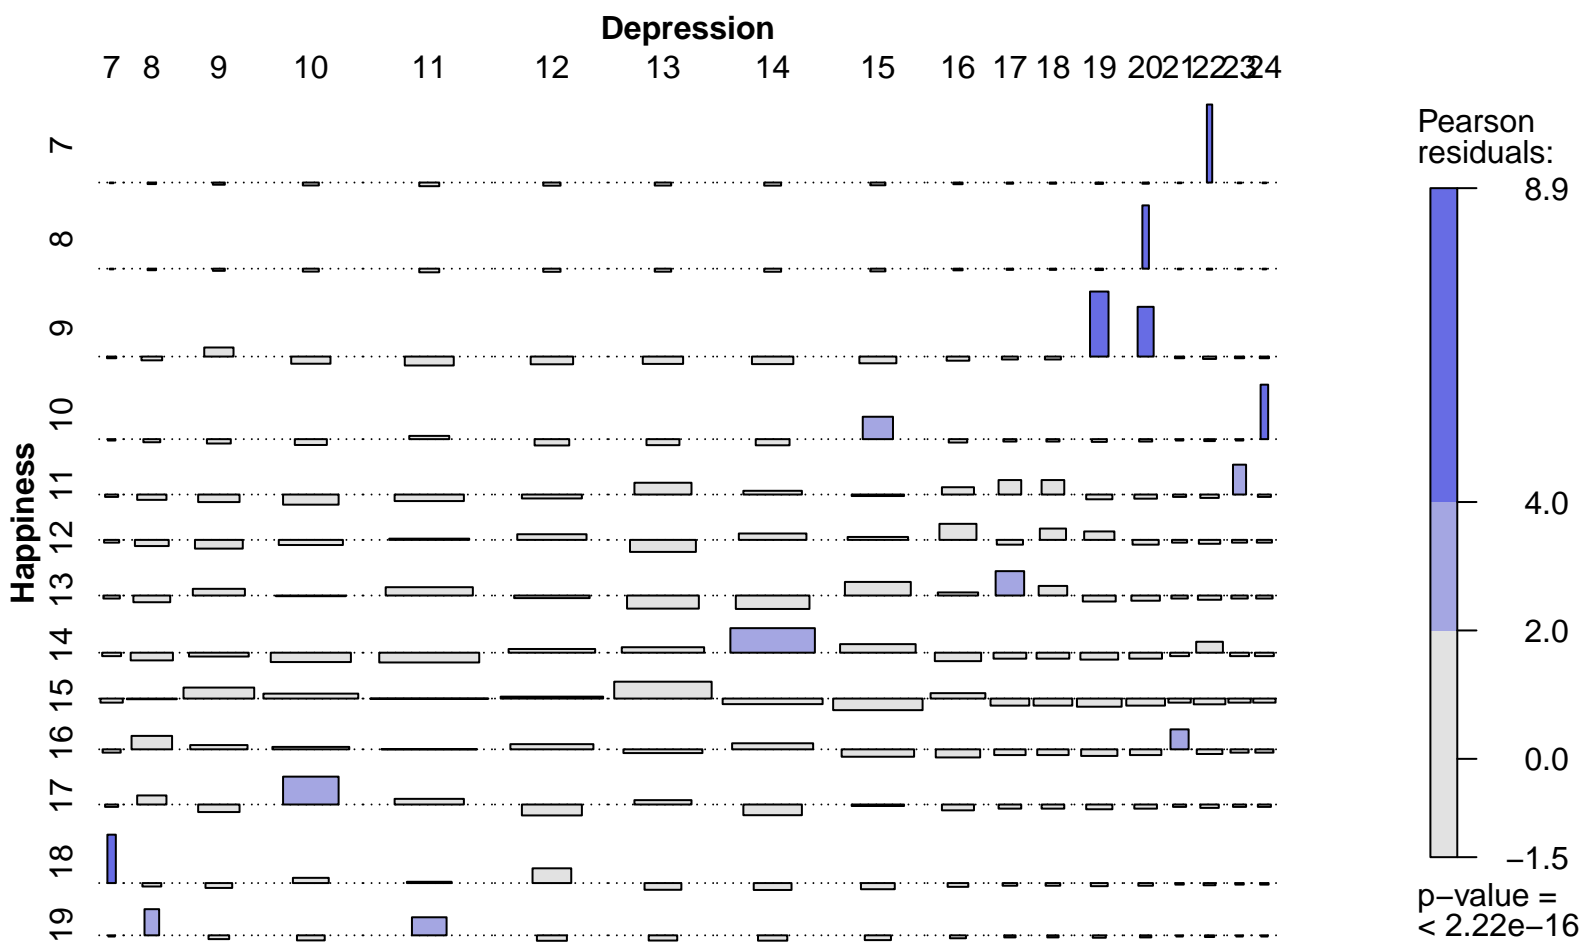 Depression
7 8 9 10 11 12 13 14 15 16 17 18 19 20 21 22 23 24
Happiness
7
8
9
10
11
12
13
14
15
16
17
18
19
Pearson
residuals:
8.9
4.0
2.0
0.0
−1.5
p−value =
< 2.22e−16